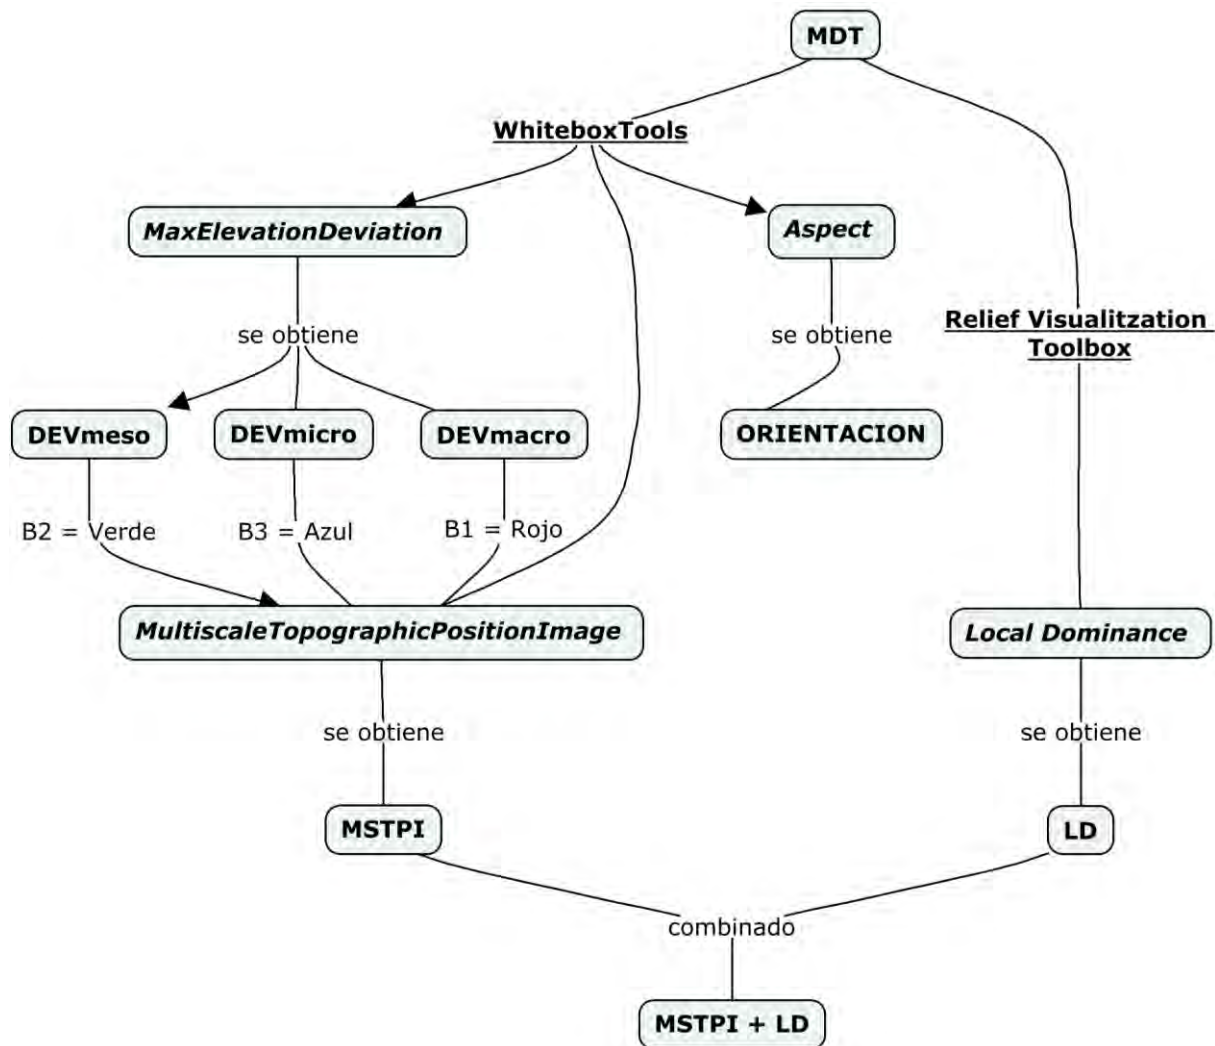 MDT
WhiteboxTools
MaxElevationDeviation
Aspect
se obtiene
se obtiene
Relief Visualitzation
Toolbox
DEVmeso
DEVmicro
DEVmacro
ORIENTACION
B2 = Verde
B3 = Azul
B1 = Rojo
MultiscaleTopographicPositionImage
Local Dominance
se obtiene
se obtiene
MSTPI
LD
combinado
MSTPI + LD